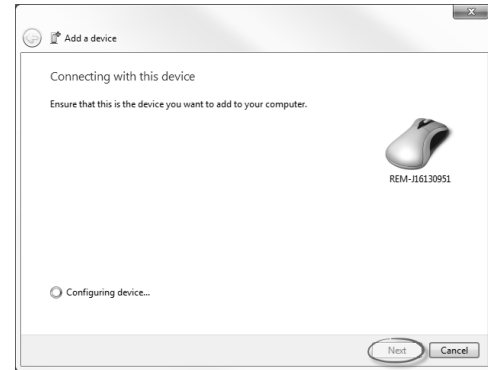 Add a device
Connecting with this device
Ensure that this is the device you want to add to your computer.
REM-J16130951
Configuring device...
Next Cancel